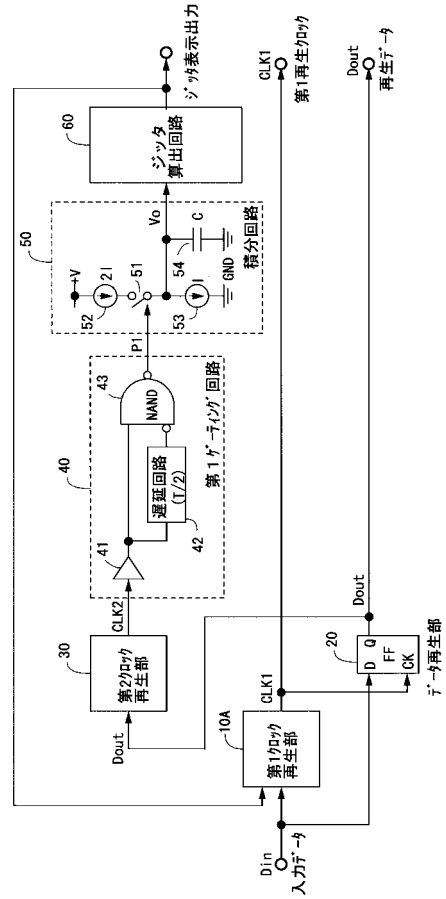 ジッタ表示出力
60
ジッタ
算出回路
50
+V
52
2I
51
Vo
C
54
53
I
GND
積分回路
P1
40
43
NAND
41
遅延回路
(T/2)
42
第1ゲーティング回路
CLK2
30
第2クロック
再生部
Dout
CLK1
第1再生クロック
Dout
再生データ
10A
第1クロック
再生部
CLK1
Dout
20
D
Q
FF
CK
データ再生部
Din
入力データ